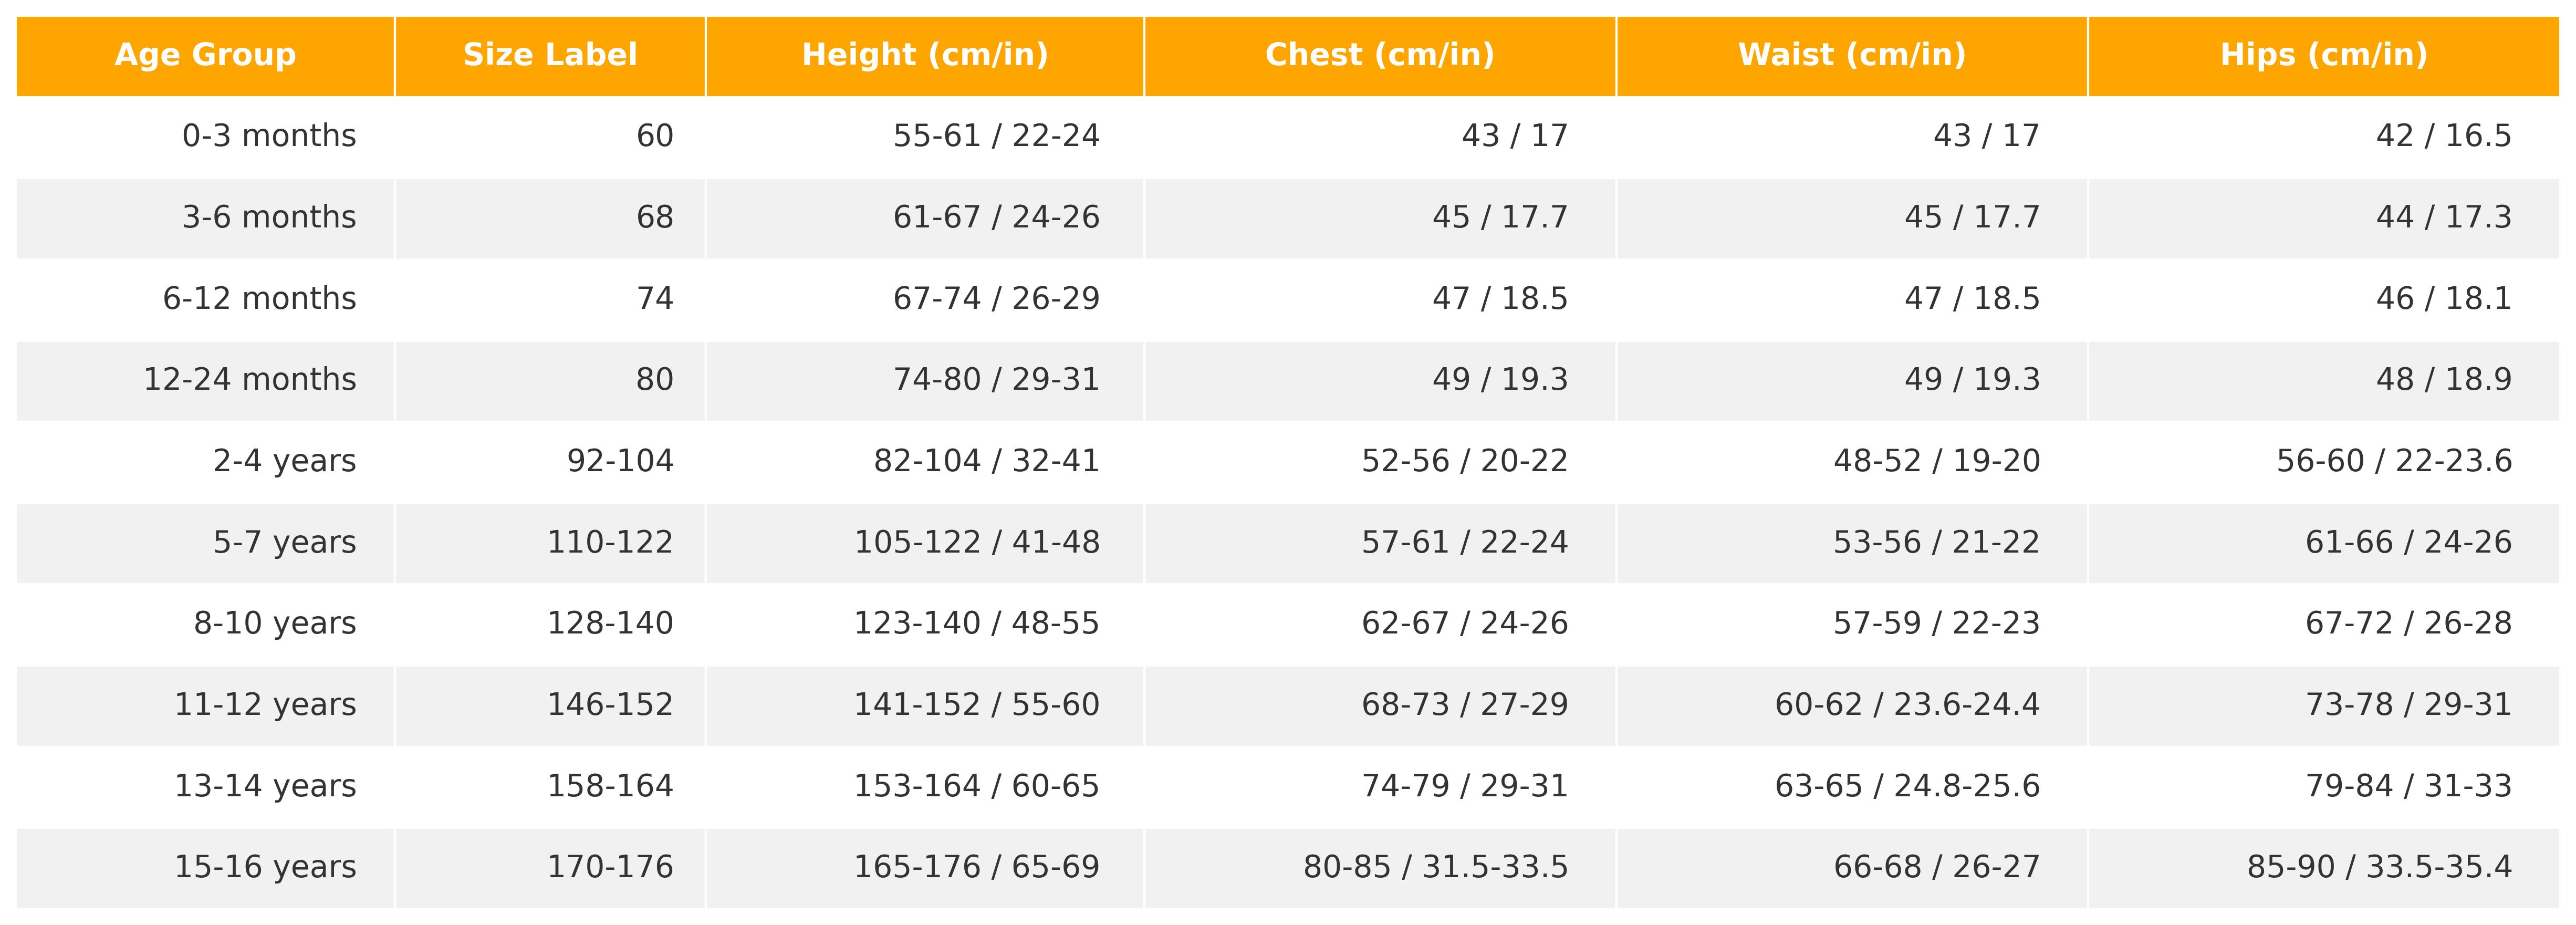 Age Group Size Label Height (cm/in) Chest (cm/in) Waist (cm/in) Hips (cm/in)
0-3 months 60 55-61 / 22-24 43 / 17 43 / 17 42 / 16.5
3-6 months 68 61-67 / 24-26 45 / 17.7 45 / 17.7 44 / 17.3
6-12 months 74 67-74 / 26-29 47 / 18.5 47 / 18.5 46 / 18.1
12-24 months 80 74-80 / 29-31 49 / 19.3 49 / 19.3 48 / 18.9
2-4 years 92-104 82-104 / 32-41 52-56 / 20-22 48-52 / 19-20 56-60 / 22-23.6
5-7 years 110-122 105-122 / 41-48 57-61 / 22-24 53-56 / 21-22 61-66 / 24-26
8-10 years 128-140 123-140 / 48-55 62-67 / 24-26 57-59 / 22-23 67-72 / 26-28
11-12 years 146-152 141-152 / 55-60 68-73 / 27-29 60-62 / 23.6-24.4 73-78 / 29-31
13-14 years 158-164 153-164 / 60-65 74-79 / 29-31 63-65 / 24.8-25.6 79-84 / 31-33
15-16 years 170-176 165-176 / 65-69 80-85 / 31.5-33.5 66-68 / 26-27 85-90 / 33.5-35.4